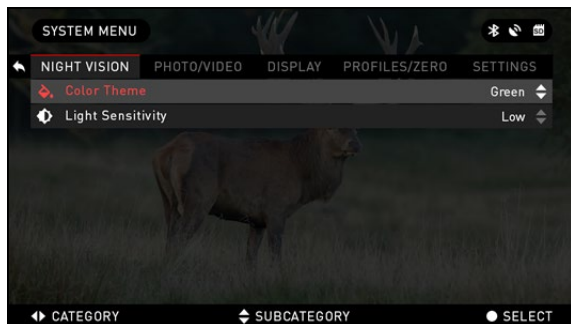 SYSTEM MENU
SD
NIGHT VISION PHOTO/VIDEO DISPLAY PROFILES/ZERO SETTINGS
Color Theme Green
Light Sensitivity Low
CATEGORY SUBCATEGORY SELECT